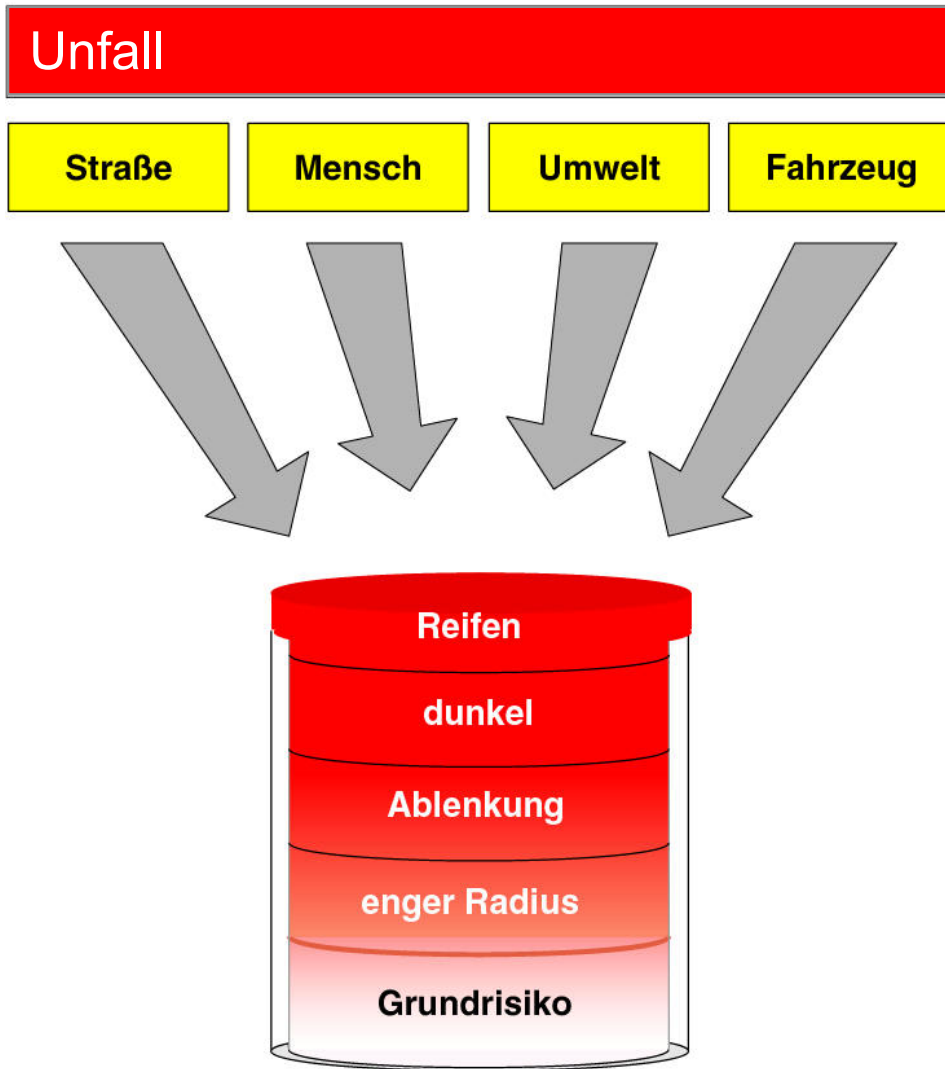 Unfall
Straße Mensch Umwelt Fahrzeug
Reifen
dunkel
Ablenkung
enger Radius
Grundrisiko